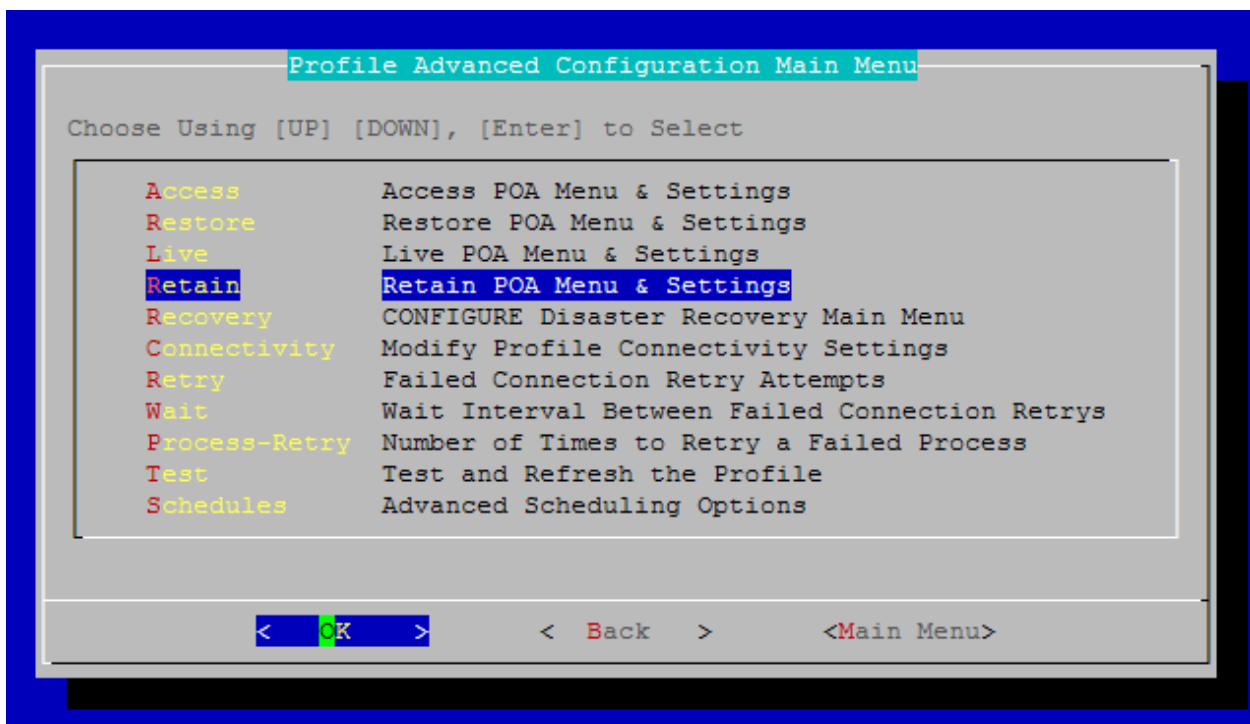 Profile Advanced Configuration Main Menu
Choose Using [UP] [DOWN], [Enter] to Select
Access Access POA Menu & Settings
Restore Restore POA Menu & Settings
Live Live POA Menu & Settings
Retain Retain POA Menu & Settings
Recovery CONFIGURE Disaster Recovery Main Menu
Connectivity Modify Profile Connectivity Settings
Retry Failed Connection Retry Attempts
Wait Wait Interval Between Failed Connection Retrys
Process-Retry Number of Times to Retry a Failed Process
Test Test and Refresh the Profile
Schedules Advanced Scheduling Options
< OK > < Back > <Main Menu>